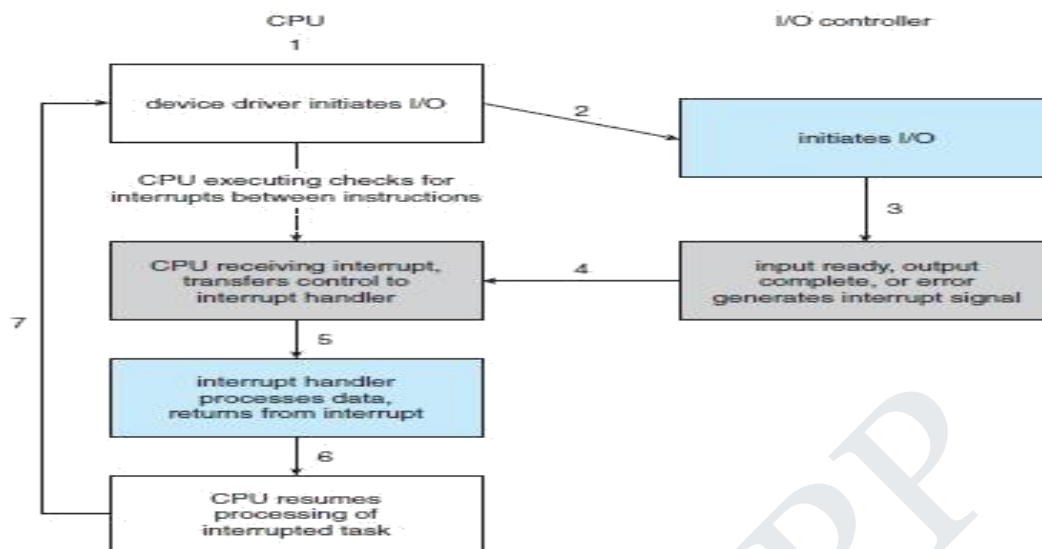 CPU
I/O controller
1
device driver initiates I/O
2
initiates I/O
CPU executing checks for
interrupts between instructions
3
CPU receiving interrupt,
transfers control to
interrupt handler
4
input ready, output
complete, or error
generates interrupt signal
7
5
interrupt handler
processes data,
returns from interrupt
6
CPU resumes
processing of
interrupted task